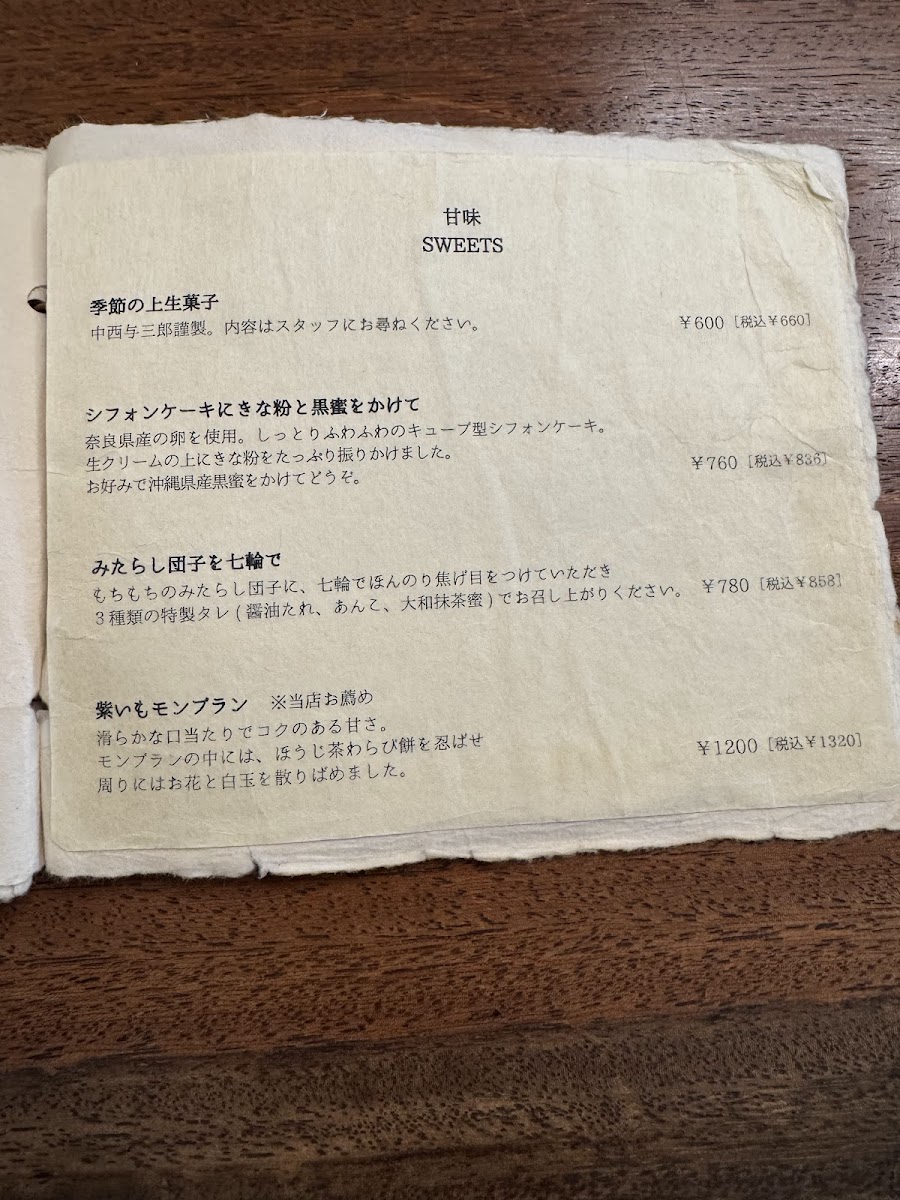 甘味
SWEETS
季節の上生菓子
中西与三郎謹製。内容はスタッフにお尋ねください。 ¥600 [税込¥660]
シフォンケーキにきな粉と黒蜜をかけて
奈良県産の卵を使用。しっとりふわふわのキューブ型シフォンケーキ。
生クリームの上にきな粉をたっぷり振りかけました。 ¥760 [税込¥836]
お好みで沖縄県産黒蜜をかけてどうぞ。
みたらし団子を七輪で
もちもちのみたらし団子に、七輪でほんのり焦げ目をつけていただき ¥780 [税込¥858]
3種類の特製タレ(醤油たれ、あんこ、大和抹茶蜜)でお召し上がりください。
紫いもモンブラン ※当店お薦め
滑らかな口当たりでコクのある甘さ。
モンブランの中には、ほうじ茶わらび餅を忍ばせ ¥1200 [税込¥1320]
周りにはお花と白玉を散りばめました。